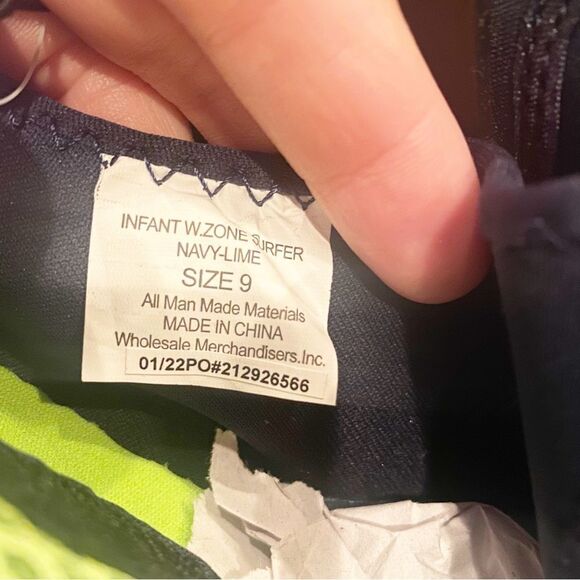 INFANT W.ZONE SURFER
NAVY-LIME
SIZE 9
All Man Made Materials
MADE IN CHINA
Wholesale Merchandisers.Inc.
01/22PO#212926566